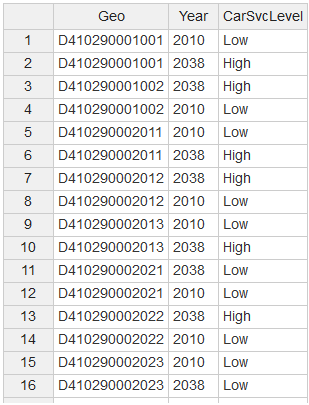 Geo Year CarSvcLevel
1 D410290001001 2010 Low
2 D410290001001 2038 High
3 D410290001002 2038 High
4 D410290001002 2010 Low
5 D410290002011 2010 Low
6 D410290002011 2038 High
7 D410290002012 2038 High
8 D410290002012 2010 Low
9 D410290002013 2010 Low
10 D410290002013 2038 High
11 D410290002021 2038 Low
12 D410290002021 2010 Low
13 D410290002022 2038 High
14 D410290002022 2010 Low
15 D410290002023 2010 Low
16 D410290002023 2038 Low